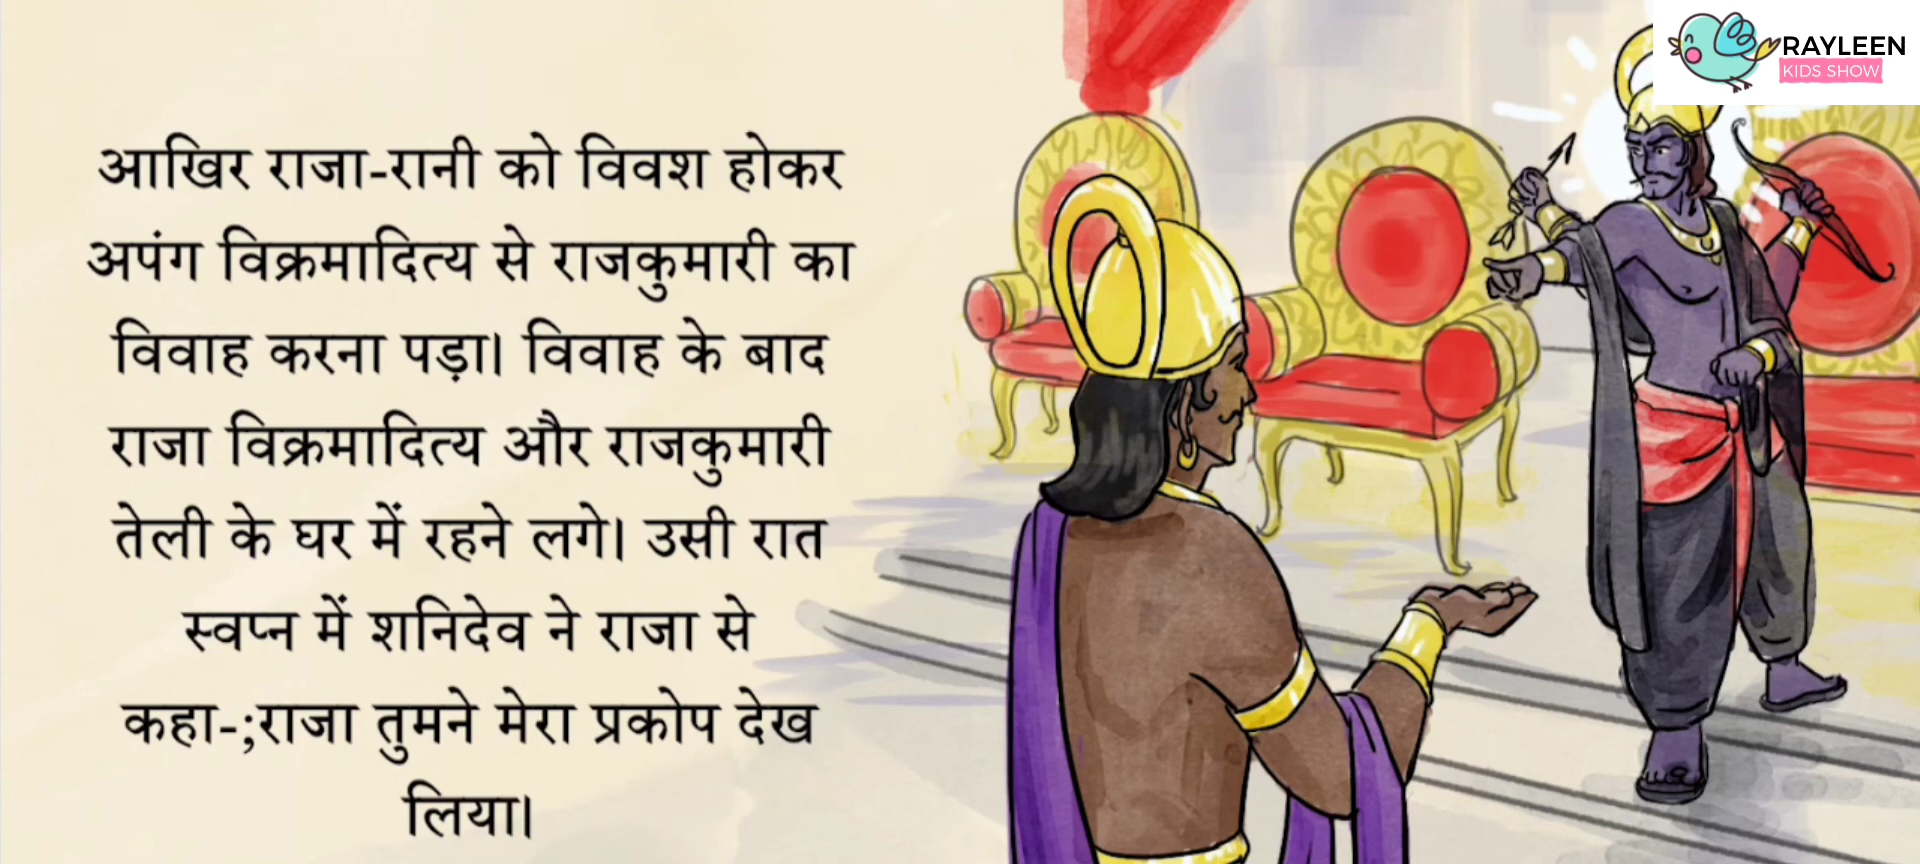 आखिर राजा-रानी को विवश होकर
अपंग विक्रमादित्य से राजकुमारी का
विवाह करना पड़ा। विवाह के बाद
राजा विक्रमादित्य और राजकुमारी
तेली के घर में रहने लगे। उसी रात
स्वप्न में शनिदेव ने राजा से
कहा-;राजा तुमने मेरा प्रकोप देख
लिया।
RAYLEEN
KIDS SHOW